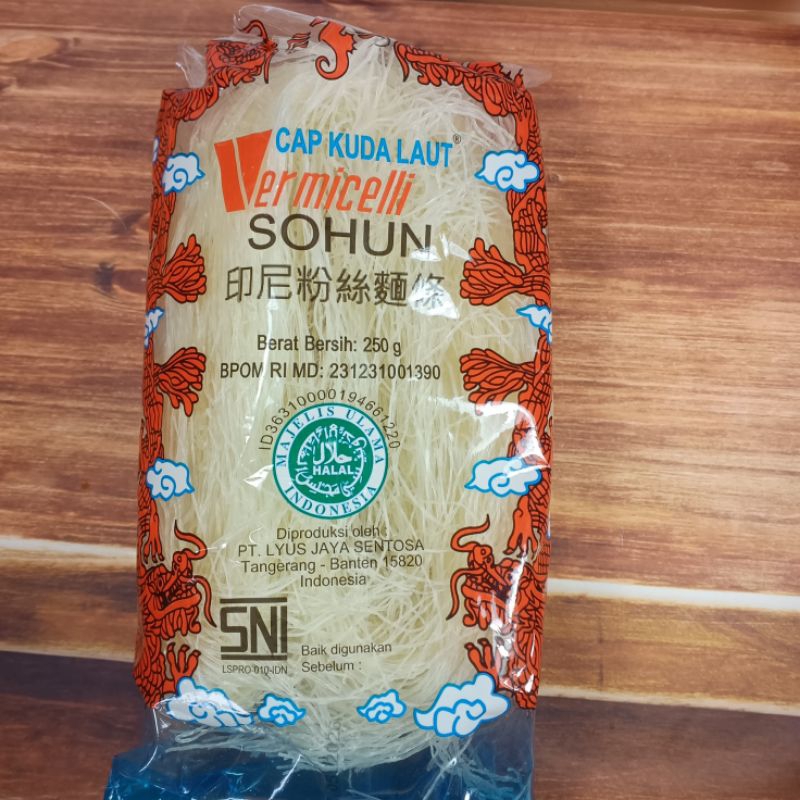 CAP KUDA LAUT®
Vermicelli
SOHUN
印尼粉絲麵條
Berat Bersih: 250 g
BPOM RI MD: 231231001390
ID36310000194661220
MAJELIS ULAMA
حلال
HALAL
INDONESIA
Diproduksi oleh :
PT. LYUS JAYA SENTOSA
Tangerang - Banten 15820
Indonesia
SNI
LSPRO-010-IDN
Baik digunakan
Sebelum :